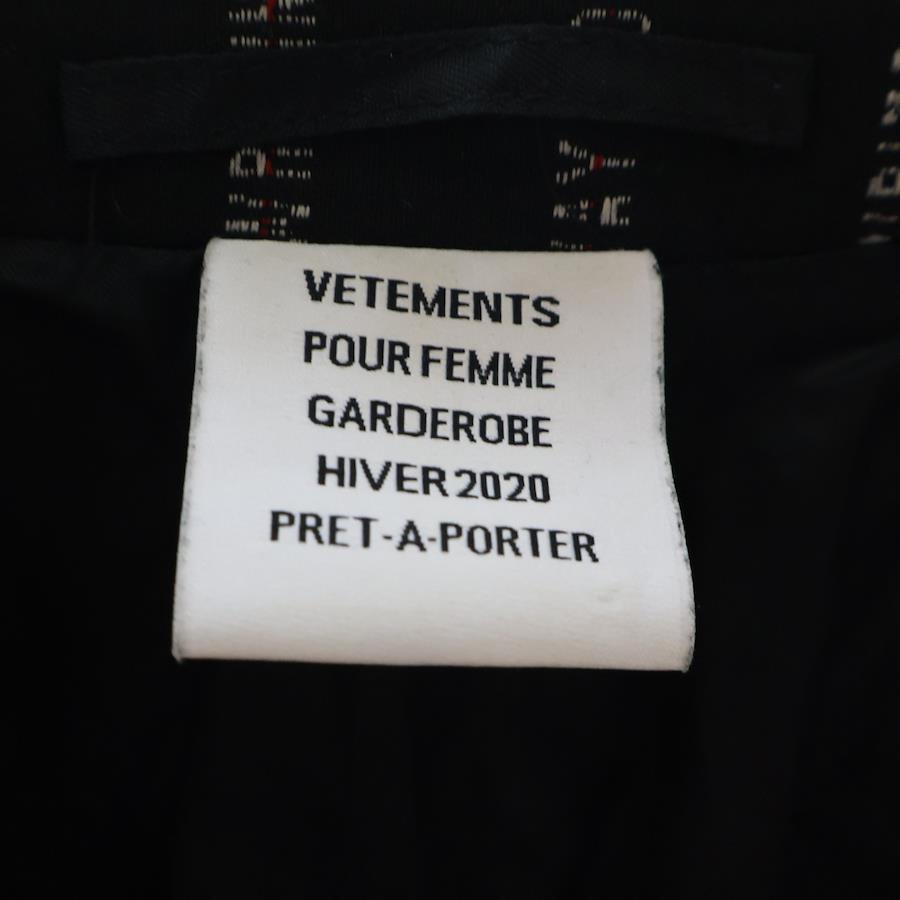 VETEMENTS
POUR FEMME
GARDEROBE
HIVER 2020
PRET-A-PORTER